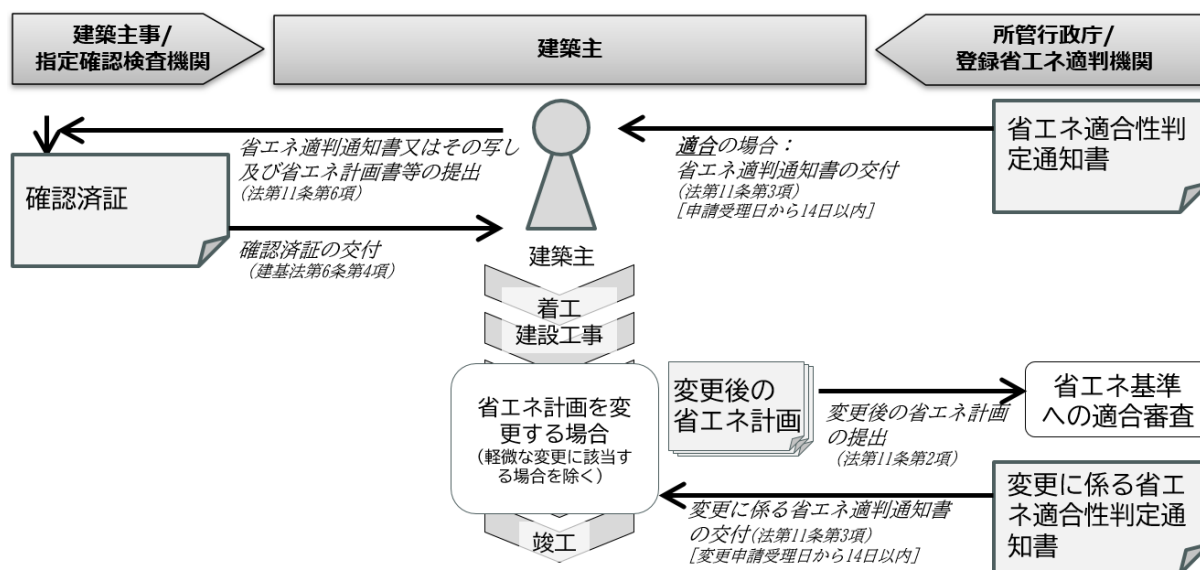 建築主事/
指定確認検査機関
建築主
所管行政庁/
登録省エネ適判機関
省エネ適判通知書又はその写し
及び省エネ計画書等の提出
(法第11条第6項)
適合の場合：
省エネ適判通知書の交付
(法第11条第3項)
[申請受理日から14日以内]
省エネ適合性判
定通知書
確認済証
確認済証の交付
(建基法第6条第4項)
建築主
着工
建設工事
省エネ計画を変
更する場合
(軽微な変更に該当す
る場合を除く)
変更後の
省エネ計画
変更後の省エネ計画
の提出
(法第11条第2項)
省エネ基準
への適合審査
変更に係る省エネ適判通知書
の交付(法第11条第3項)
[変更申請受理日から14日以内]
変更に係る省エ
ネ適合性判定通
知書
竣工